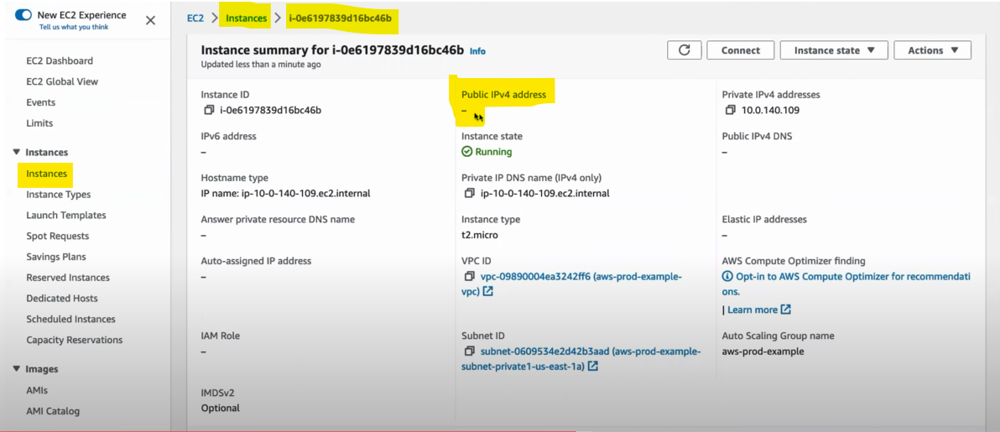 New EC2 Experience
Tell us what you think
EC2 Dashboard
EC2 Global View
Events
Limits
Instances
Instances
Instance Types
Launch Templates
Spot Requests
Savings Plans
Reserved Instances
Dedicated Hosts
Scheduled Instances
Capacity Reservations
Images
AMIs
AMI Catalog
EC2 > Instances > i-0e6197839d16bc46b
Instance summary for i-0e6197839d16bc46b Info
Updated less than a minute ago
Connect
Instance state
Actions
Instance ID
i-0e6197839d16bc46b
Public IPv4 address
–
Private IPv4 addresses
10.0.140.109
IPv6 address
–
Instance state
Running
Public IPv4 DNS
–
Hostname type
IP name: ip-10-0-140-109.ec2.internal
Private IP DNS name (IPv4 only)
ip-10-0-140-109.ec2.internal
Answer private resource DNS name
–
Instance type
t2.micro
Elastic IP addresses
–
Auto-assigned IP address
–
VPC ID
vpc-09890004ea3242ff6 (aws-prod-example-
vpc)
AWS Compute Optimizer finding
Opt-in to AWS Compute Optimizer for recommendati
ons.
| Learn more
IAM Role
–
Subnet ID
subnet-0609534e2d42b3aad (aws-prod-example-
subnet-private1-us-east-1a)
Auto Scaling Group name
aws-prod-example
IMDSv2
Optional